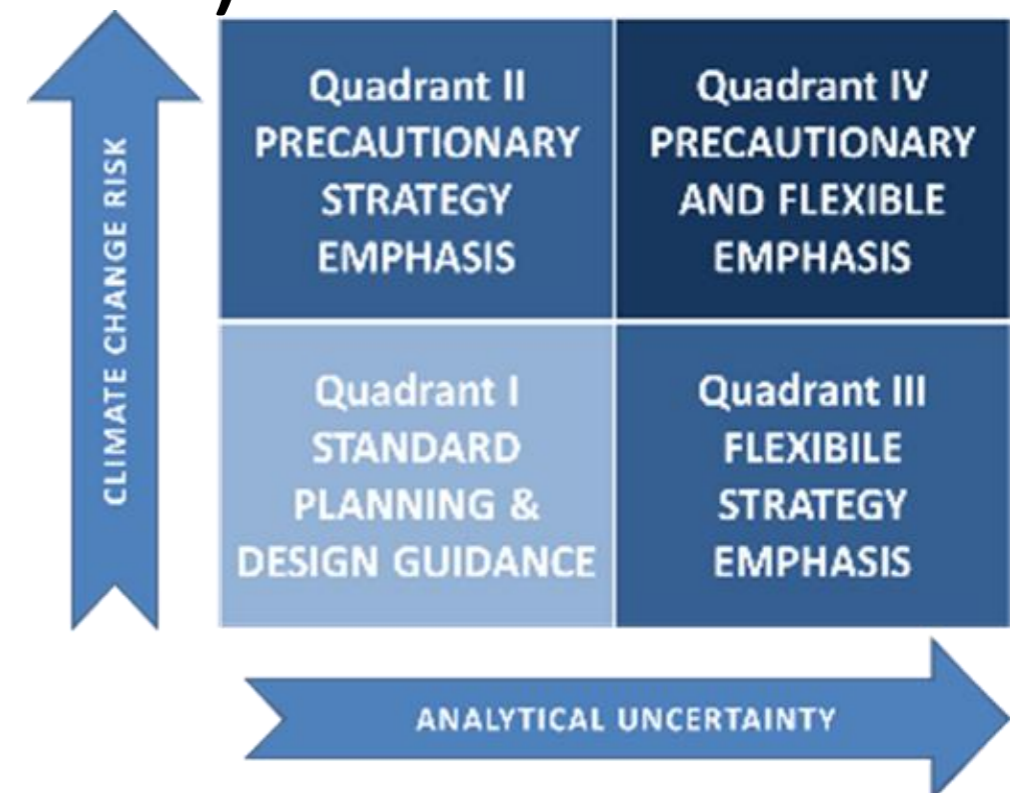 CLIMATE CHANGE RISK
Quadrant II
PRECAUTIONARY
STRATEGY
EMPHASIS
Quadrant IV
PRECAUTIONARY
AND FLEXIBLE
EMPHASIS
Quadrant I
STANDARD
PLANNING &
DESIGN GUIDANCE
Quadrant III
FLEXIBILE
STRATEGY
EMPHASIS
ANALYTICAL UNCERTAINTY